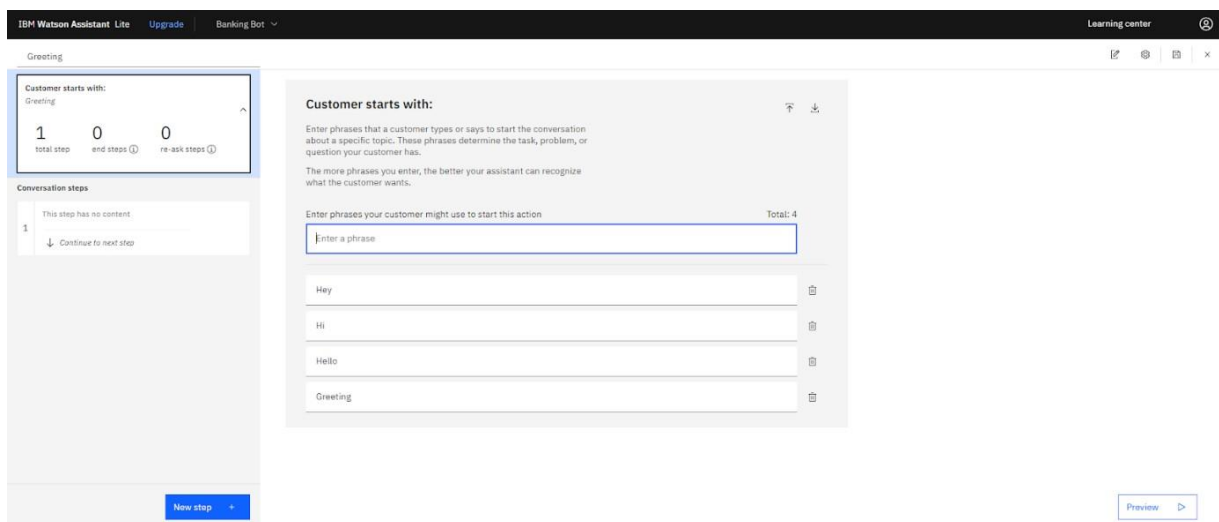 IBM Watson Assistant Lite Upgrade Banking Bot Learning center
Greeting
Customer starts with:
Greeting
1 0 0
total step end steps re-ask steps
Conversation steps
1
This step has no content
Continue to next step
New step +
Customer starts with:
Enter phrases that a customer types or says to start the conversation
about a specific topic. These phrases determine the task, problem, or
question your customer has.
The more phrases you enter, the better your assistant can recognize
what the customer wants.
Enter phrases your customer might use to start this action Total: 4
Enter a phrase
Hey
Hi
Hello
Greeting
Preview